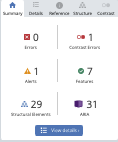 Summary Details Reference Structure Contrast
0 1
Errors Contrast Errors
1 7
Alerts Features
29 31
Structural Elements ARIA
View details